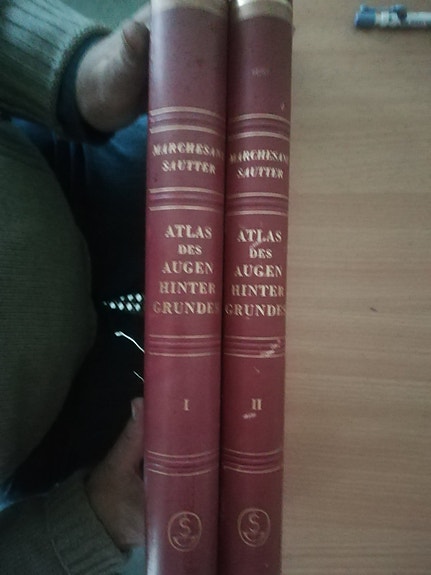 MARCHESANI
SAUTTER
ATLAS
DES
AUGEN
HINTER
GRUNDES
I
S
MARCHESANI
SAUTTER
ATLAS
DES
AUGEN
HINTER
GRUNDES
II
S